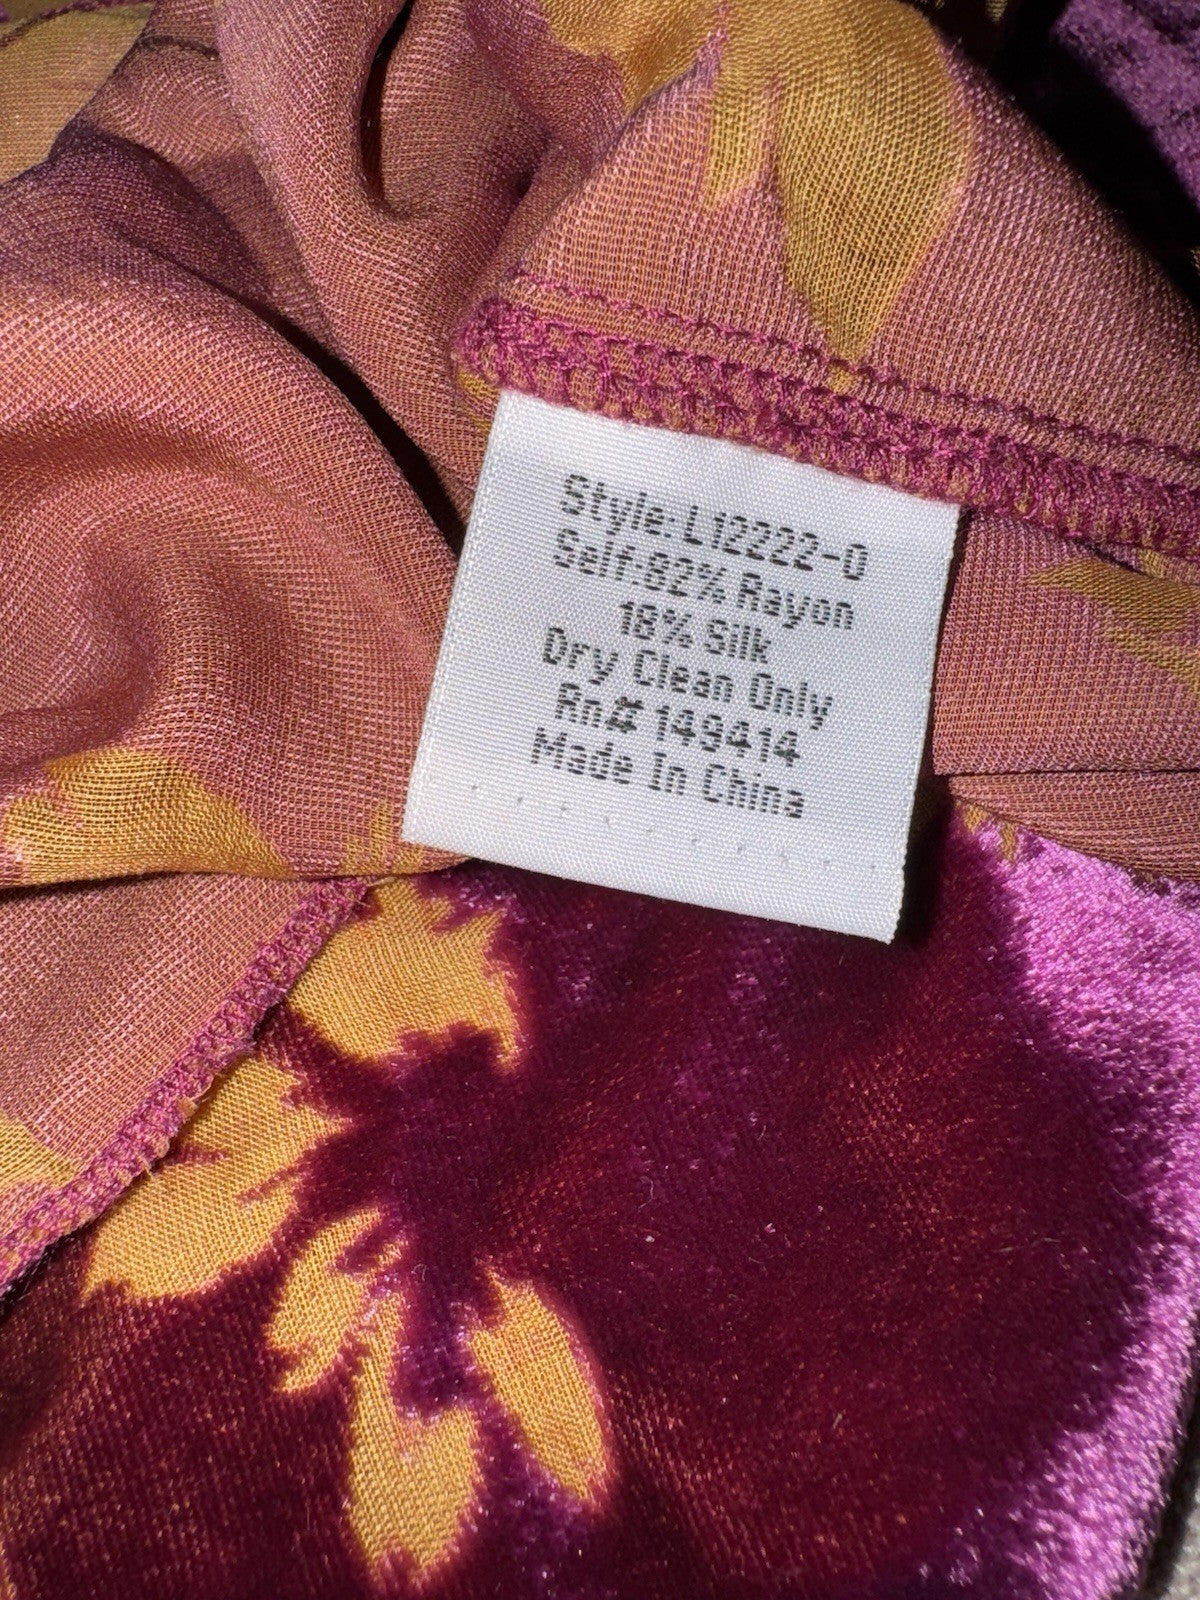 Style: L12222-0
Self:82% Rayon
18% Silk
Dry Clean Only
Rn# 149414
Made In China